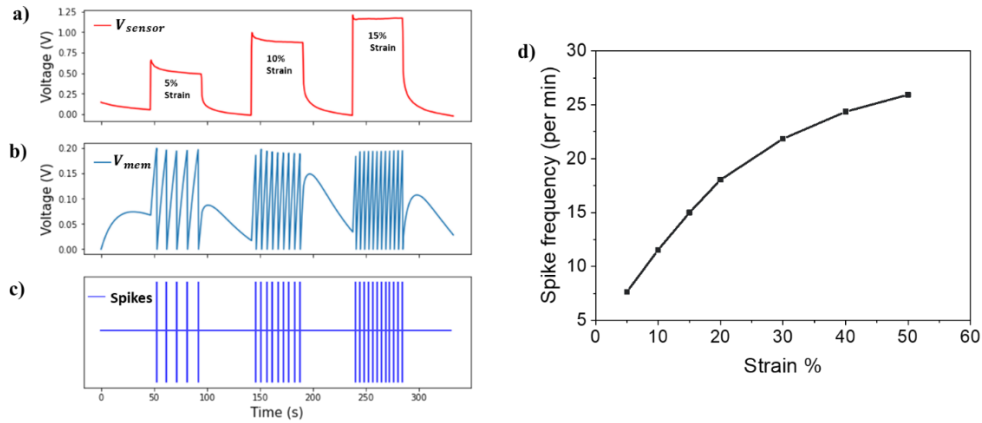 a)
V_sensor
Voltage (V)
1.25
1.00
0.75
0.50
0.25
0.00
5%
Strain
10%
Strain
15%
Strain
b)
V_mem
Voltage (V)
0.20
0.15
0.10
0.05
0.00
c)
Spikes
0
50
100
150
200
250
300
Time (s)
d)
Spike frequency (per min)
30
25
20
15
10
5
0
10
20
30
40
50
60
Strain %